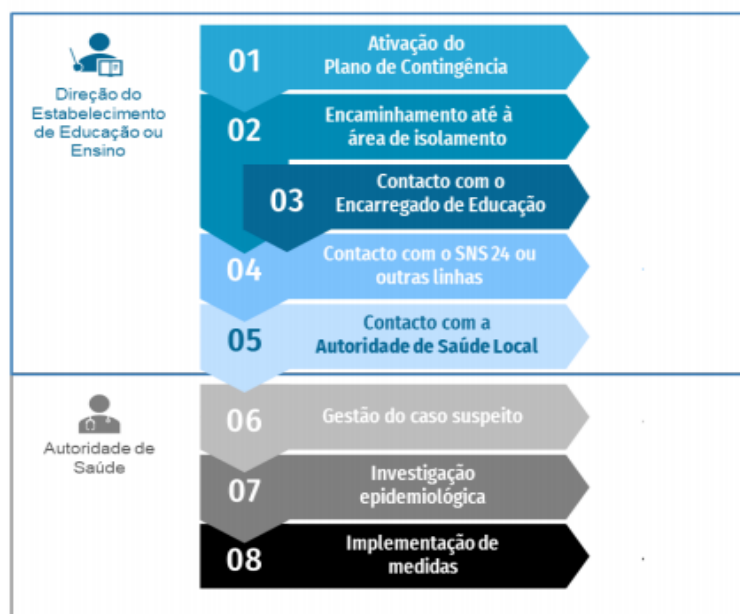 Direção do
Estabelecimento
de Educação ou
Ensino
01
Ativação do
Plano de Contingência
02
Encaminhamento até à
área de isolamento
03
Contacto com o
Encarregado de Educação
04
Contacto com o SNS 24 ou
outras linhas
05
Contacto com a
Autoridade de Saúde Local
Autoridade de
Saúde
06
Gestão do caso suspeito
07
Investigação
epidemiológica
08
Implementação de
medidas